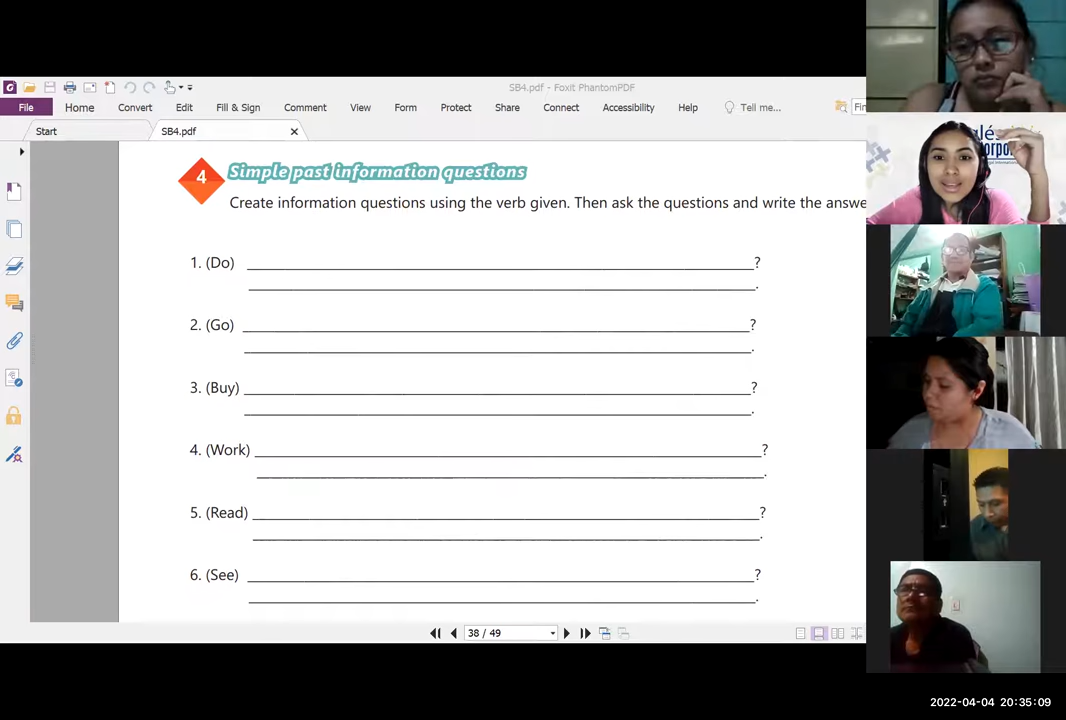 SB4.pdf - Foxit PhantomPDF
File Home Convert Edit Fill & Sign Comment View Form Protect Share Connect Accessibility Help Tell me...
Start SB4.pdf
4 Simple past information questions
Create information questions using the verb given. Then ask the questions and write the answe
1. (Do) ?
.
2. (Go) ?
.
3. (Buy) ?
.
4. (Work) ?
.
5. (Read) ?
.
6. (See) ?
.
38 / 49
2022-04-04 20:35:09